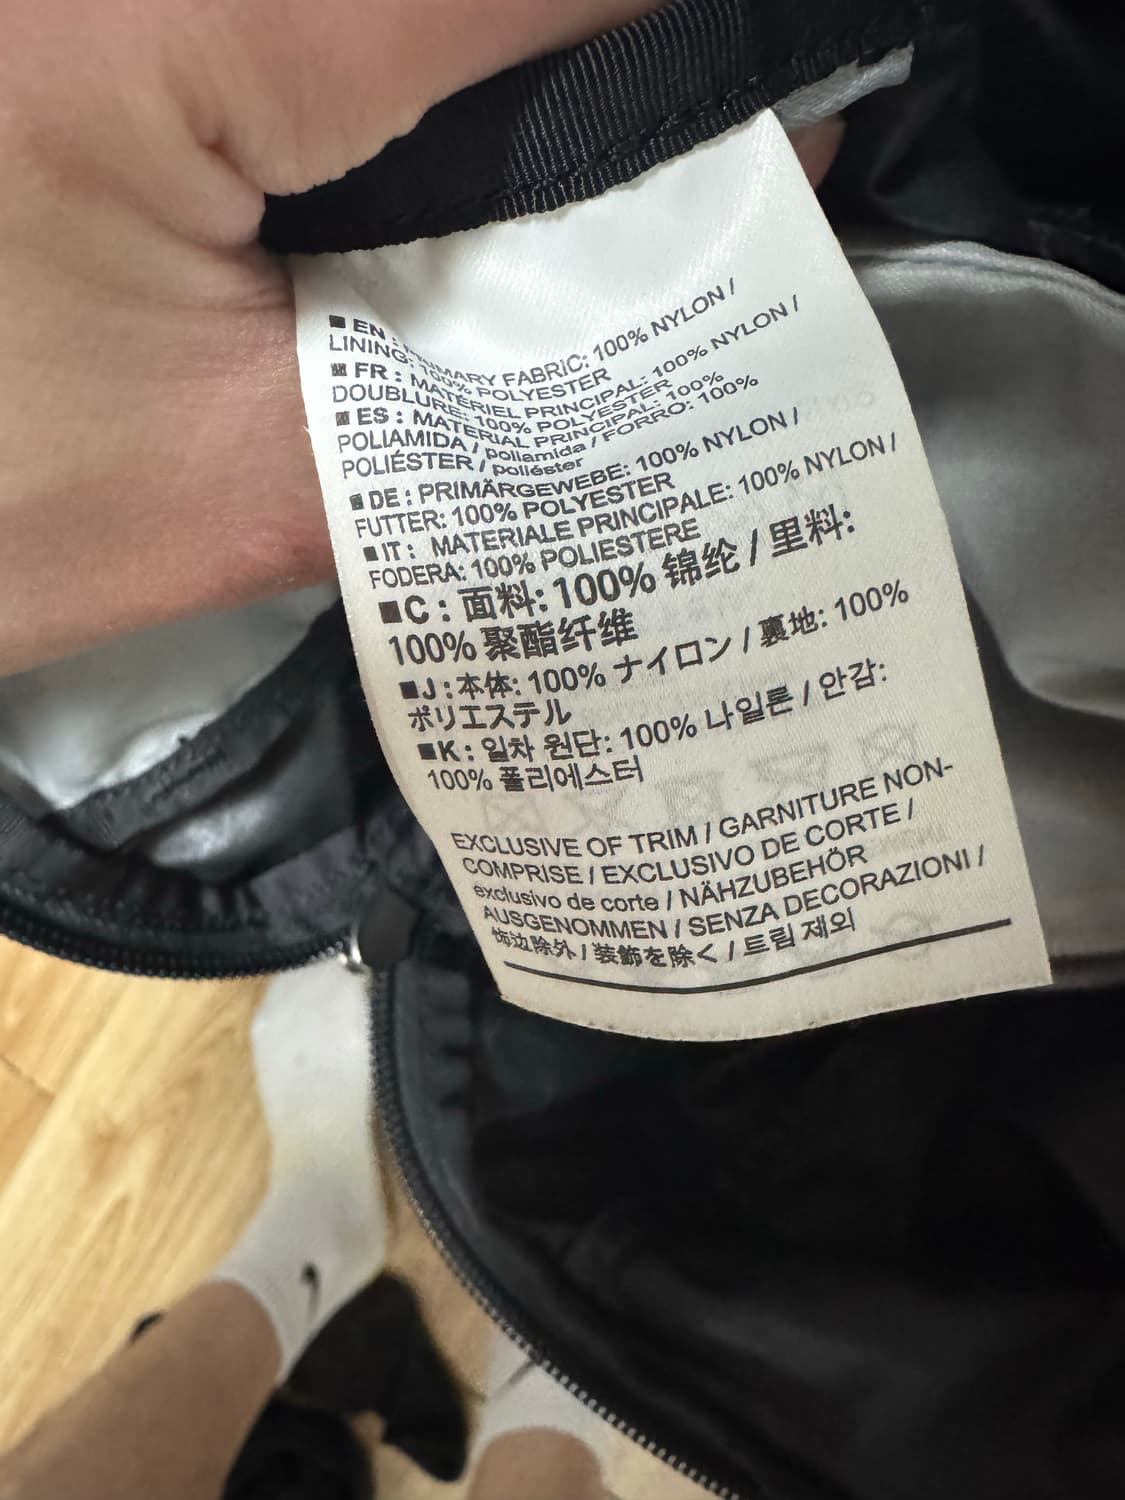 ■ EN : PRIMARY FABRIC: 100% NYLON /
LINING: 100% POLYESTER
■ FR : MATÉRIEL PRINCIPAL: 100% NYLON /
DOUBLURE: 100% POLYESTER
■ ES : MATERIAL PRINCIPAL: 100%
POLIAMIDA / poliamida / FORRO: 100%
POLIÉSTER / poliéster
■ DE : PRIMÄRGEWEBE: 100% NYLON /
FUTTER: 100% POLYESTER
■ IT : MATERIALE PRINCIPALE: 100% NYLON /
FODERA: 100% POLIESTERE
■ C : 面料: 100% 锦纶 / 里料:
100% 聚酯纤维
■ J : 本体: 100% ナイロン / 裏地: 100%
ポリエステル
■ K : 일차 원단: 100% 나일론 / 안감:
100% 폴리에스터
EXCLUSIVE OF TRIM / GARNITURE NON-
COMPRISE / EXCLUSIVO DE CORTE /
exclusivo de corte / NÄHZUBEHÖR
AUSGENOMMEN / SENZA DECORAZIONI /
饰边除外 / 装飾を除く / 트림 제외